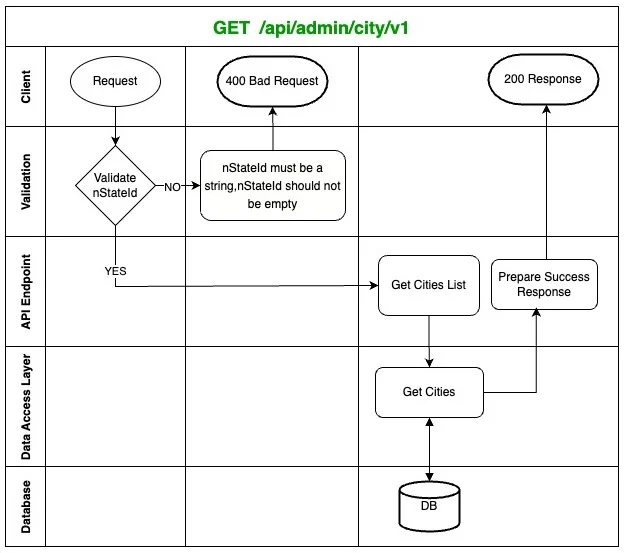 GET /api/admin/city/v1
Client
Request
400 Bad Request
200 Response
Validation
Validate
nStateId
NO
nStateId must be a
string,nStateId should not
be empty
API Endpoint
YES
Get Cities List
Prepare Success
Response
Data Access Layer
Get Cities
Database
DB